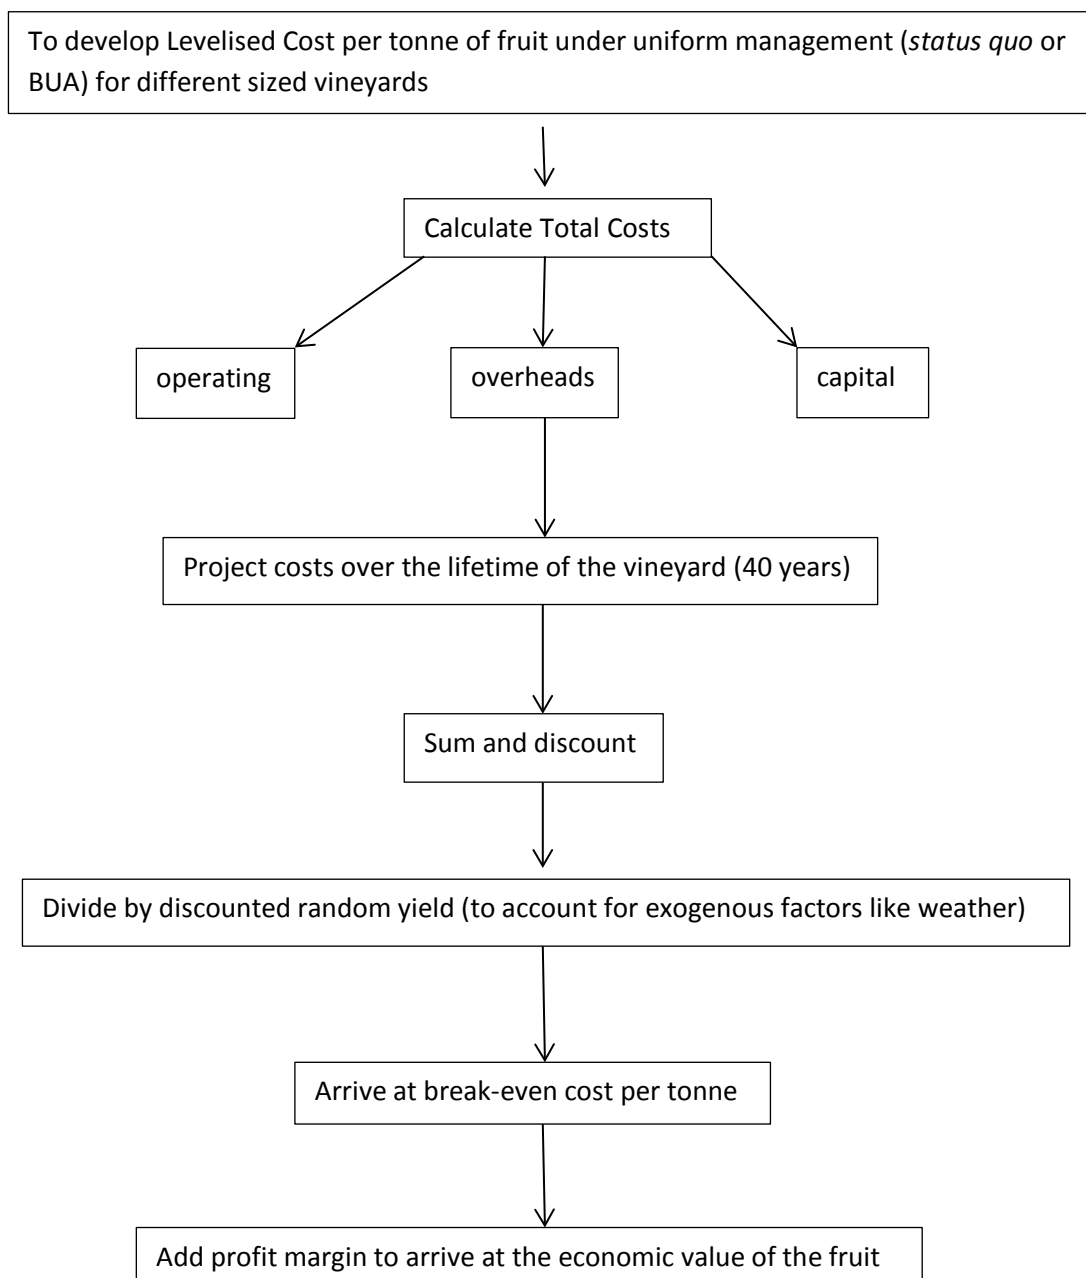 To develop Levelised Cost per tonne of fruit under uniform management (status quo or
BUA) for different sized vineyards
Calculate Total Costs
operating
overheads
capital
Project costs over the lifetime of the vineyard (40 years)
Sum and discount
Divide by discounted random yield (to account for exogenous factors like weather)
Arrive at break-even cost per tonne
Add profit margin to arrive at the economic value of the fruit